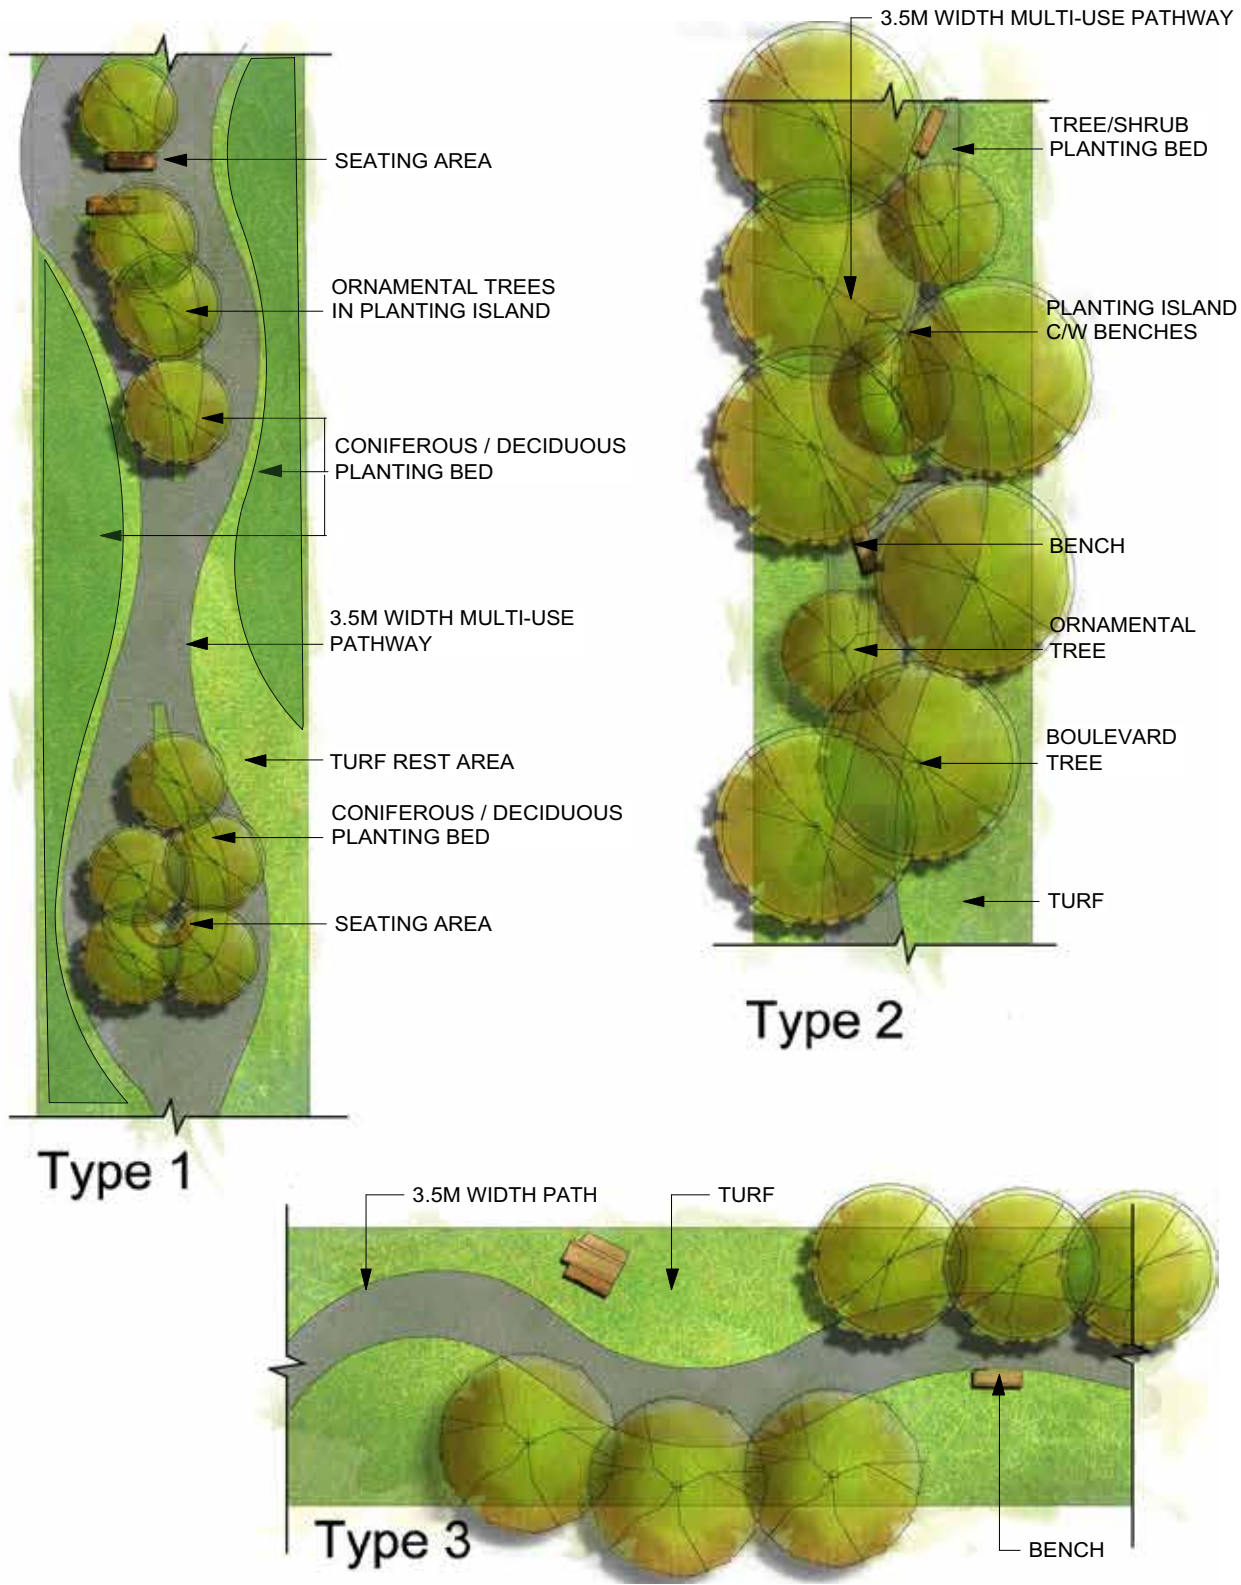 SEATING AREA
ORNAMENTAL TREES
IN PLANTING ISLAND
CONIFEROUS / DECIDUOUS
PLANTING BED
3.5M WIDTH MULTI-USE
PATHWAY
TURF REST AREA
CONIFEROUS / DECIDUOUS
PLANTING BED
SEATING AREA
Type 1
3.5M WIDTH MULTI-USE PATHWAY
TREE/SHRUB
PLANTING BED
PLANTING ISLAND
C/W BENCHES
BENCH
ORNAMENTAL
TREE
BOULEVARD
TREE
TURF
Type 2
3.5M WIDTH PATH
TURF
BENCH
Type 3